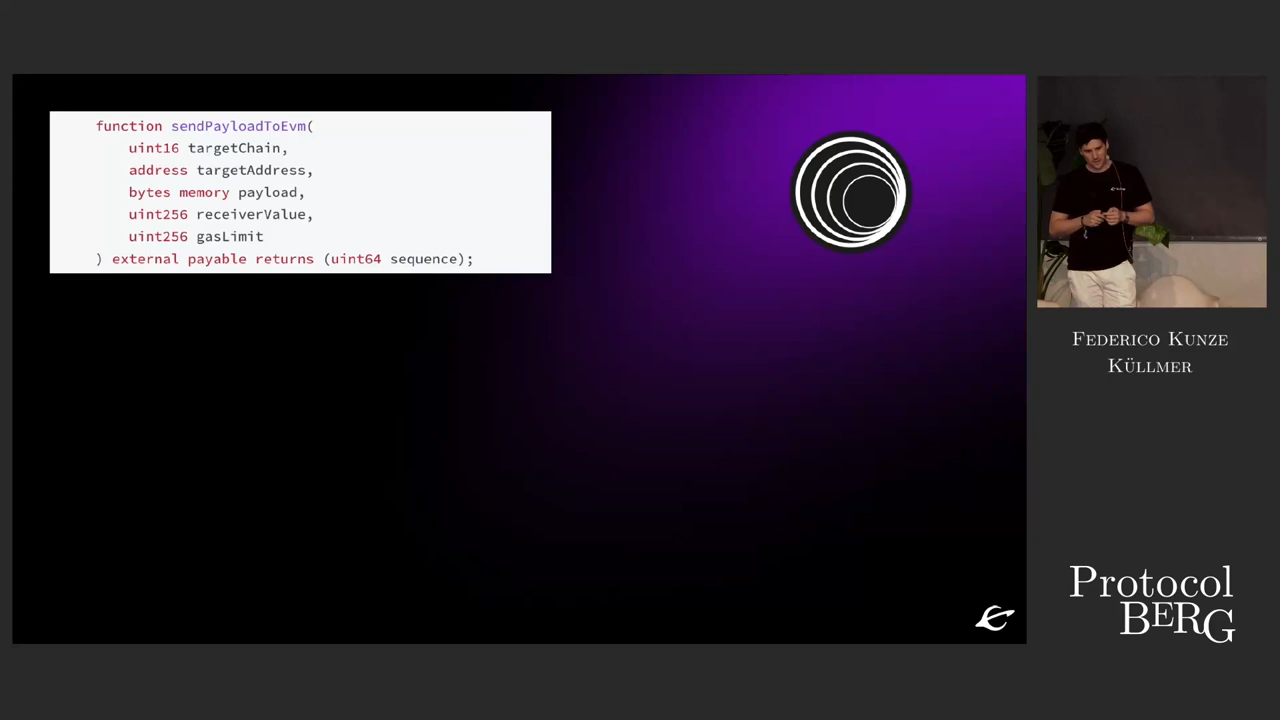 function sendPayloadToEvm(
uint16 targetChain,
address targetAddress,
bytes memory payload,
uint256 receiverValue,
uint256 gasLimit
) external payable returns (uint64 sequence);
FEDERICO KUNZE
KÜLLMER
Protocol
BERG